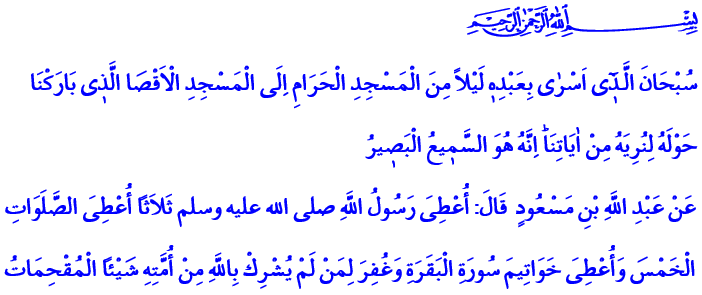 بِسْمِ اللهِ الرَّحْمٰنِ الرَّحِيمِ
سُبْحَانَ الَّذٖٓى اَسْرٰى بِعَبْدِهٖ لَيْلاً مِنَ الْمَسْجِدِ الْحَرَامِ اِلَى الْمَسْجِدِ الْاَقْصَا الَّذٖى بَارَكْنَا
حَوْلَهُ لِنُرِيَهُ مِنْ اٰيَاتِنَاؕ اِنَّهُ هُوَ السَّمٖيعُ الْبَصٖيرُ
عَنْ عَبْدِ اللَّهِ بْنِ مَسْعُودٍ قَالَ: أُعْطِىَ رَسُولُ اللَّهِ صلى الله عليه وسلم ثَلاَثًا أُعْطِىَ الصَّلَوَاتِ
الْخَمْسَ وَأُعْطِىَ خَوَاتِيمَ سُورَةِ الْبَقَرَةِ وَغُفِرَ لِمَنْ لَمْ يُشْرِكْ بِاللَّهِ مِنْ أُمَّتِهِ شَيْئًا الْمُقْحِمَاتُ